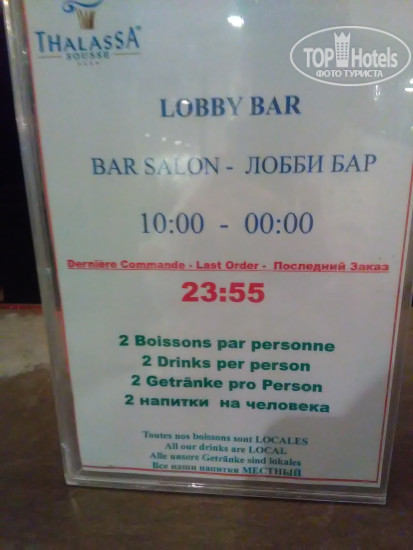 THALASSA
SOUSSE
TOP Hotels
ФОТО ТУРИСТА
LOBBY BAR
BAR SALON - ЛОББИ БАР
10:00 - 00:00
Dernière Commande - Last Order - Последний Заказ
23:55
2 Boissons par personne
2 Drinks per person
2 Getränke pro Person
2 напитки на человека
Toutes nos boissons sont LOCALES
All our drinks are LOCAL
Alle unsere Getränke sind lokales
Все наши напитки МЕСТНЫЙ